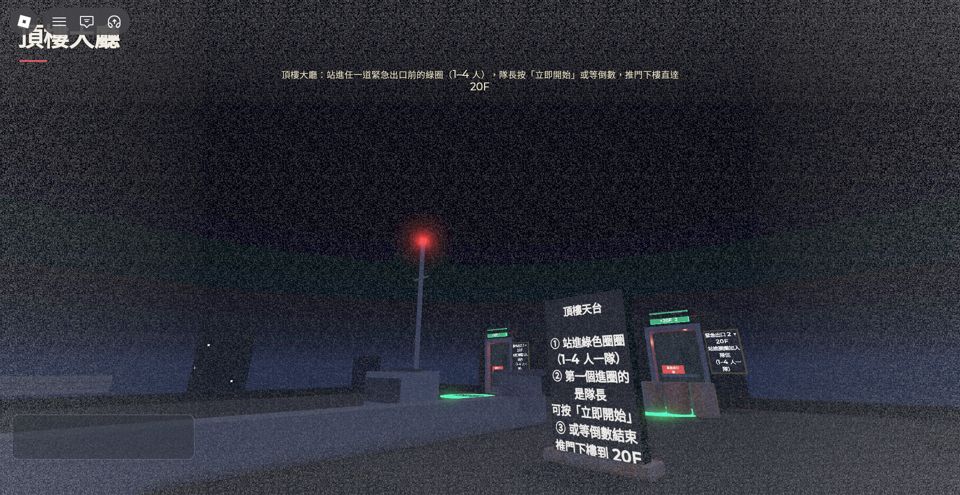 頂樓大廳
頂樓大廳：站進任一道緊急出口前的綠圈（1–4 人），隊長按「立即開始」或等倒數，推門下樓直達
20F
頂樓天台
① 站進綠色圈圈
（1–4 人一隊）
② 第一個進圈的
是隊長
可按「立即開始」
③ 或等倒數結束
推門下樓到 20F
緊急出口 2
20F
（1–4 人一
隊）